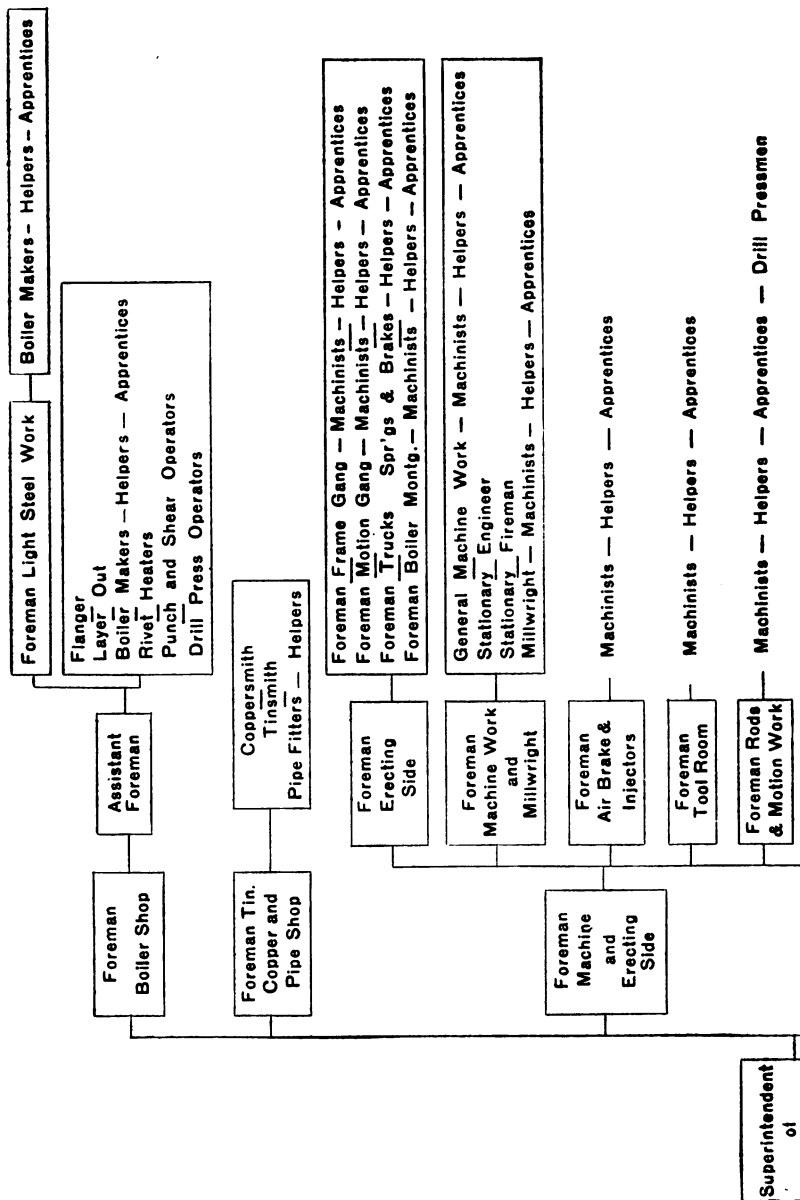 Superintendent
of
Foreman
Boiler Shop
Assistant
Foreman
Foreman Light Steel Work
Boiler Makers – Helpers – Apprentices
Flanger
Layer Out
Boiler Makers – Helpers – Apprentices
Rivet Heaters
Punch and Shear Operators
Drill Press Operators
Foreman Tin.
Copper and
Pipe Shop
Coppersmith
Tinsmith
Pipe Fitters — Helpers
Foreman
Machine
and
Erecting
Side
Foreman
Erecting
Side
Foreman Frame Gang – Machinists – Helpers – Apprentices
Foreman Motion Gang – Machinists – Helpers – Apprentices
Foreman Trucks Spr'gs & Brakes – Helpers – Apprentices
Foreman Boiler Montg. – Machinists – Helpers – Apprentices
Foreman
Machine Work
and
Millwright
General Machine Work – Machinists – Helpers – Apprentices
Stationary Engineer
Stationary Fireman
Millwright – Machinists – Helpers – Apprentices
Foreman
Air Brake &
Injectors
Machinists — Helpers — Apprentices
Foreman
Tool Room
Machinists — Helpers — Apprentices
Foreman Rods
& Motion Work
Machinists — Helpers — Apprentices — Drill Pressmen